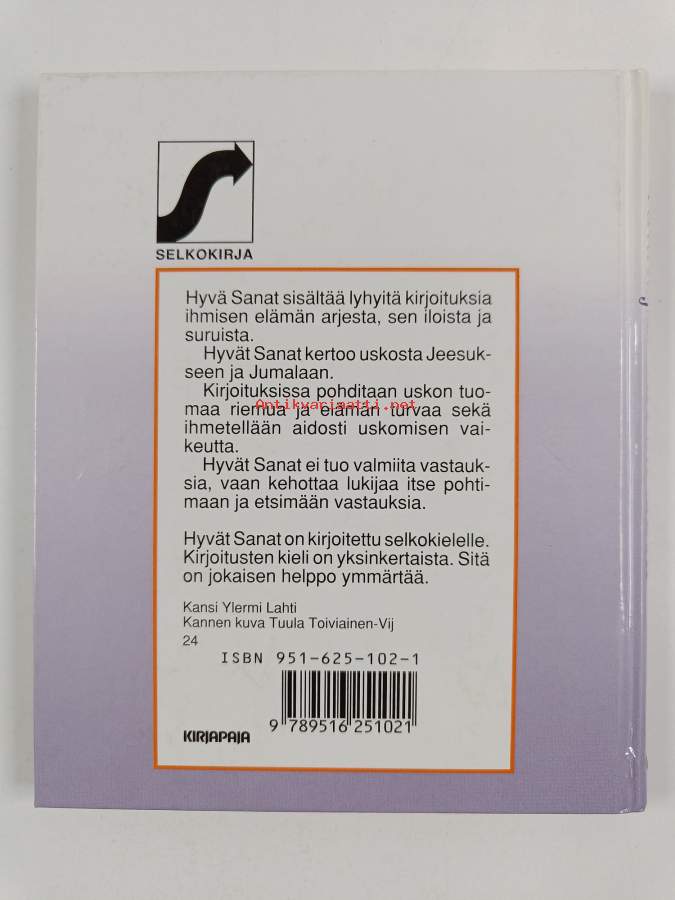 SELKOKIRJA
Hyvä Sanat sisältää lyhyitä kirjoituksia
ihmisen elämän arjesta, sen iloista ja
suruista.
Hyvät Sanat kertoo uskosta Jeesuk-
seen ja Jumalaan.
Kirjoituksissa pohditaan uskon tuo-
maa riemua ja elämän turvaa sekä
Antikvariaatti.net
ihmetellään aidosti uskomisen vai-
keutta.
Hyvät Sanat ei tuo valmiita vastauk-
sia, vaan kehottaa lukijaa itse pohti-
maan ja etsimään vastauksia.
Hyvät Sanat on kirjoitettu selkokielelle.
Kirjoitusten kieli on yksinkertaista. Sitä
on jokaisen helppo ymmärtää.
Kansi Ylermi Lahti
Kannen kuva Tuula Toiviainen-Vij
24
ISBN 951-625-102-1
9 789516 251021
KIRJAPAJA